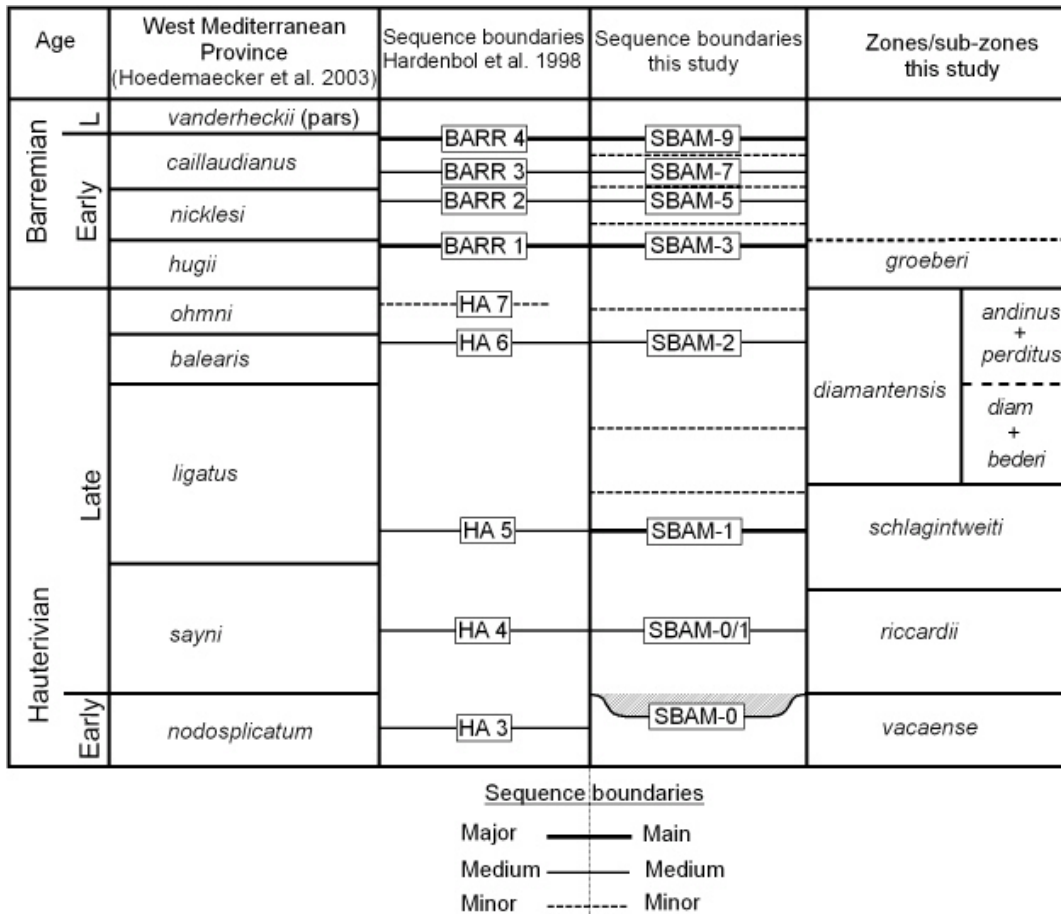 Age
West Mediterranean
Province
(Hoedemaecker et al. 2003)
Sequence boundaries
Hardenbol et al. 1998
Sequence boundaries
this study
Zones/sub-zones
this study
Barremian
L
Early
vanderheckii (pars)
caillaudianus
nicklesi
hugii
BARR 4
BARR 3
BARR 2
BARR 1
SBAM-9
SBAM-7
SBAM-5
SBAM-3
groeberi
Hauterivian
Late
Early
ohmni
balearis
ligatus
sayni
nodosplicatum
HA 7
HA 6
HA 5
HA 4
HA 3
SBAM-2
SBAM-1
SBAM-0/1
SBAM-0
diamantensis
andinus
+
perditus
diam
+
bederi
schlagintweiti
riccardii
vacaense
Sequence boundaries
Major Main
Medium Medium
Minor Minor